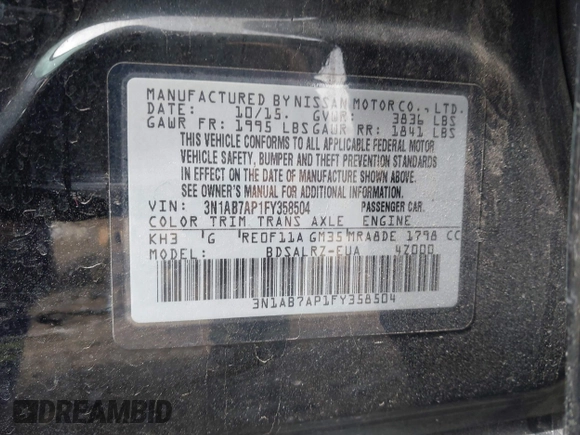 MANUFACTURED BY NISSAN MOTOR CO., LTD.
DATE: 10/15. GVWR: 3836 LBS
GAWR FR: 1995 LBS GAWR RR: 1841 LBS
THIS VEHICLE CONFORMS TO ALL APPLICABLE FEDERAL MOTOR
VEHICLE SAFETY, BUMPER AND THEFT PREVENTION STANDARDS
IN EFFECT ON THE DATE OF MANUFACTURE SHOWN ABOVE.
SEE OWNER'S MANUAL FOR ADDITIONAL INFORMATION.
VIN: 3N1AB7AP1FY358504 PASSENGER CAR.
COLOR TRIM TRANS AXLE ENGINE
KH3 G RE0F11A GM35 MRA8DE 1798 CC
MODEL: BDSALRZ-EUA 4Z000
3N1AB7AP1FY358504
DREAMBID